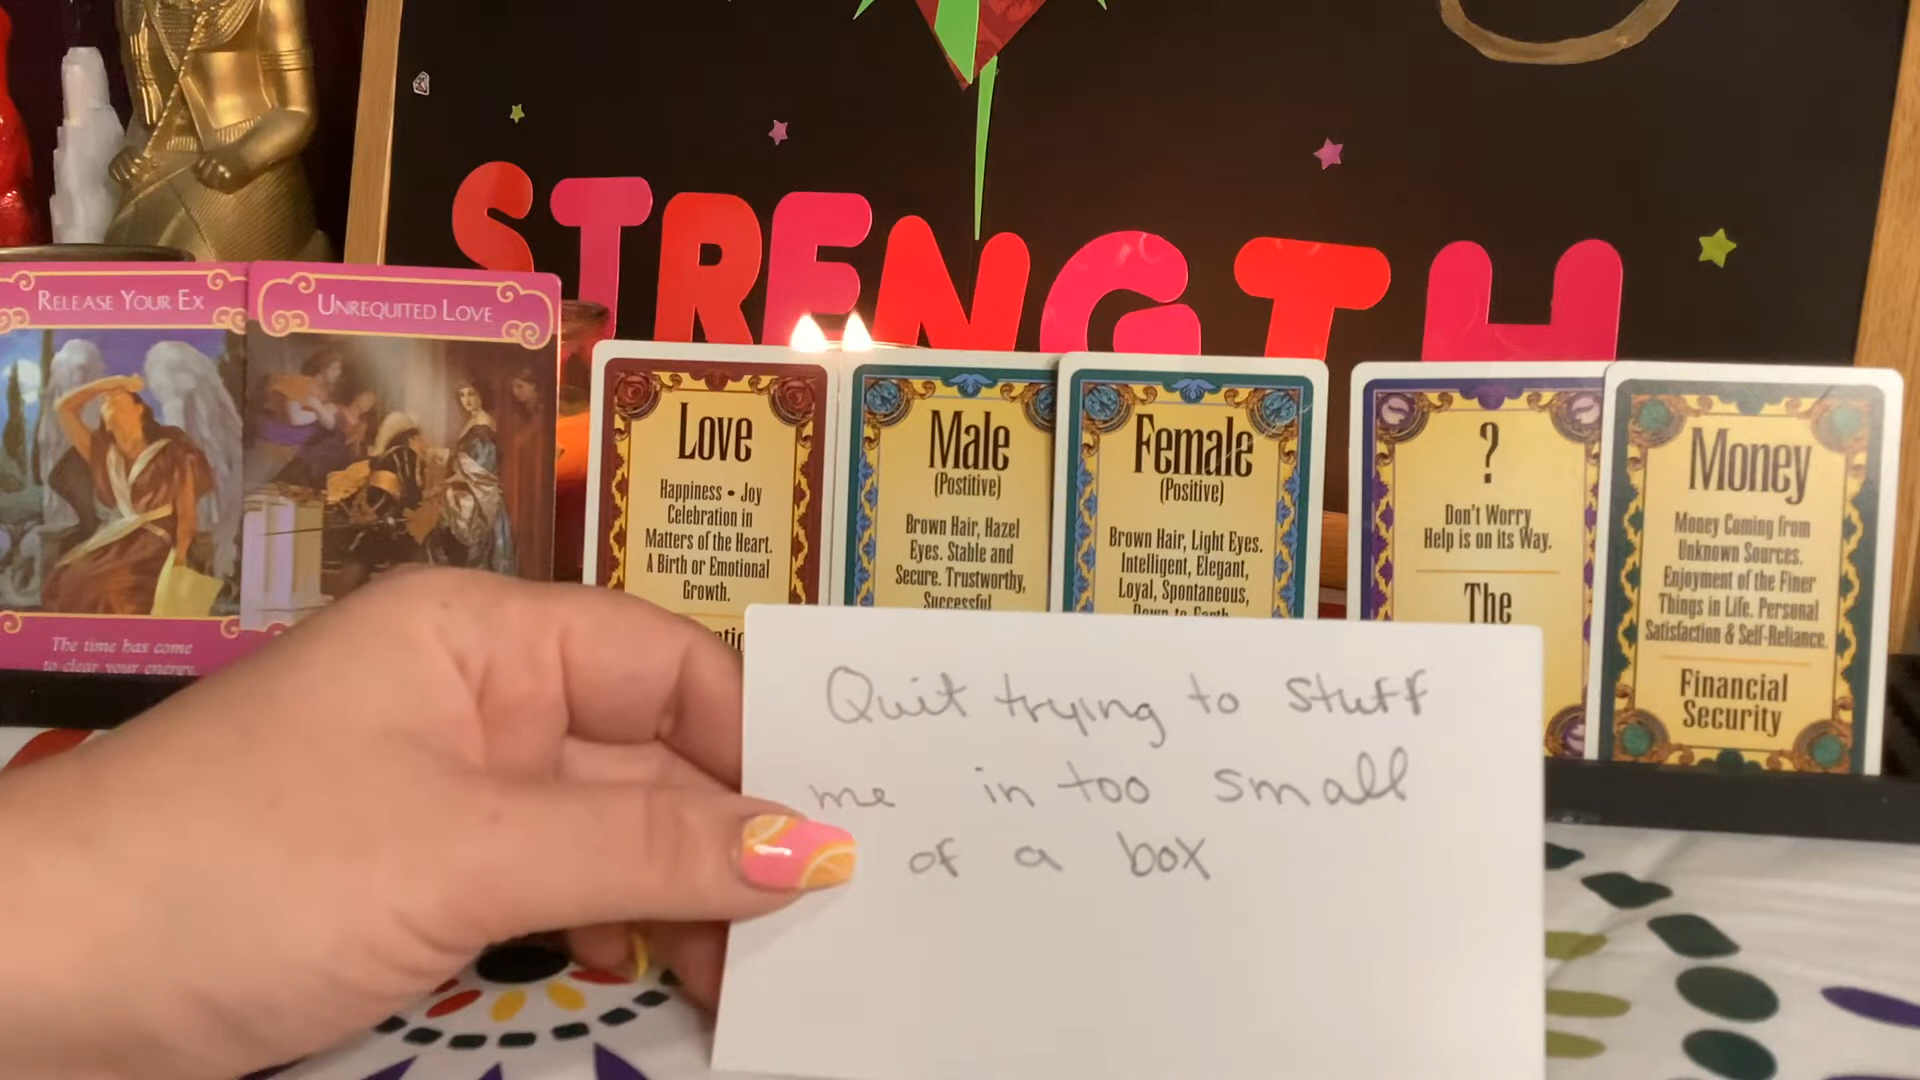 STRENGTH
RELEASE YOUR EX
The time has come
to clear your energy
UNREQUITED LOVE
Love
Happiness • Joy
Celebration in
Matters of the Heart.
A Birth or Emotional
Growth.
Male
(Postitive)
Brown Hair, Hazel
Eyes. Stable and
Secure. Trustworthy,
Successful
Female
(Positive)
Brown Hair, Light Eyes.
Intelligent, Elegant,
Loyal, Spontaneous,
Down to Earth
?
Don't Worry
Help is on its Way.
The
Money
Money Coming from
Unknown Sources.
Enjoyment of the Finer
Things in Life. Personal
Satisfaction & Self-Reliance.
Financial
Security
Quit trying to stuff
me in too small
of a box